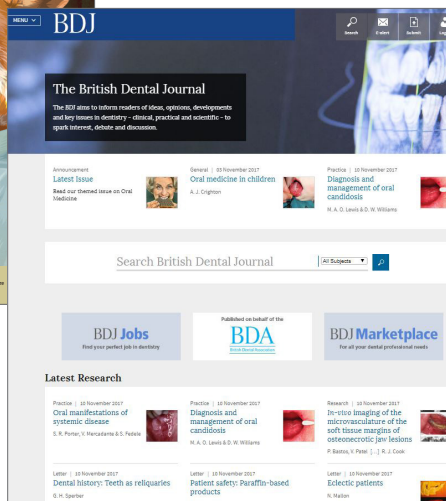 MENU
BDJ
Search
E-alert
Submit
The British Dental Journal
The BDJ aims to inform readers of ideas, opinions, developments
and key issues in dentistry – clinical, practical and scientific – to
spark interest, debate and discussion.
Announcement
Latest Issue
Read our themed issue on Oral
Medicine
General | 03 November 2017
Oral medicine in children
A. J. Crighton
Practice | 10 November 2017
Diagnosis and
management of oral
candidosis
M. A. O. Lewis & D. W. Williams
Search British Dental Journal
All Subjects
BDJ Jobs
Find your perfect job in dentistry
Published on behalf of the
BDA
British Dental Association
BDJ Marketplace
For all your dental professional needs
Latest Research
Practice | 10 November 2017
Oral manifestations of
systemic disease
S. R. Porter, V. Mercadante & S. Fedele
Practice | 10 November 2017
Diagnosis and
management of oral
candidosis
M. A. O. Lewis & D. W. Williams
Research | 10 November 2017
In-vivo imaging of the
microvasculature of the
soft tissue margins of
osteonecrotic jaw lesions
P. Bastos, V. Patel [...] R. J. Cook
Letter | 10 November 2017
Dental history: Teeth as reliquaries
G. H. Sperber
Letter | 10 November 2017
Patient safety: Paraffin-based
products
Letter | 10 November 2017
Eclectic patients
N. Mallon